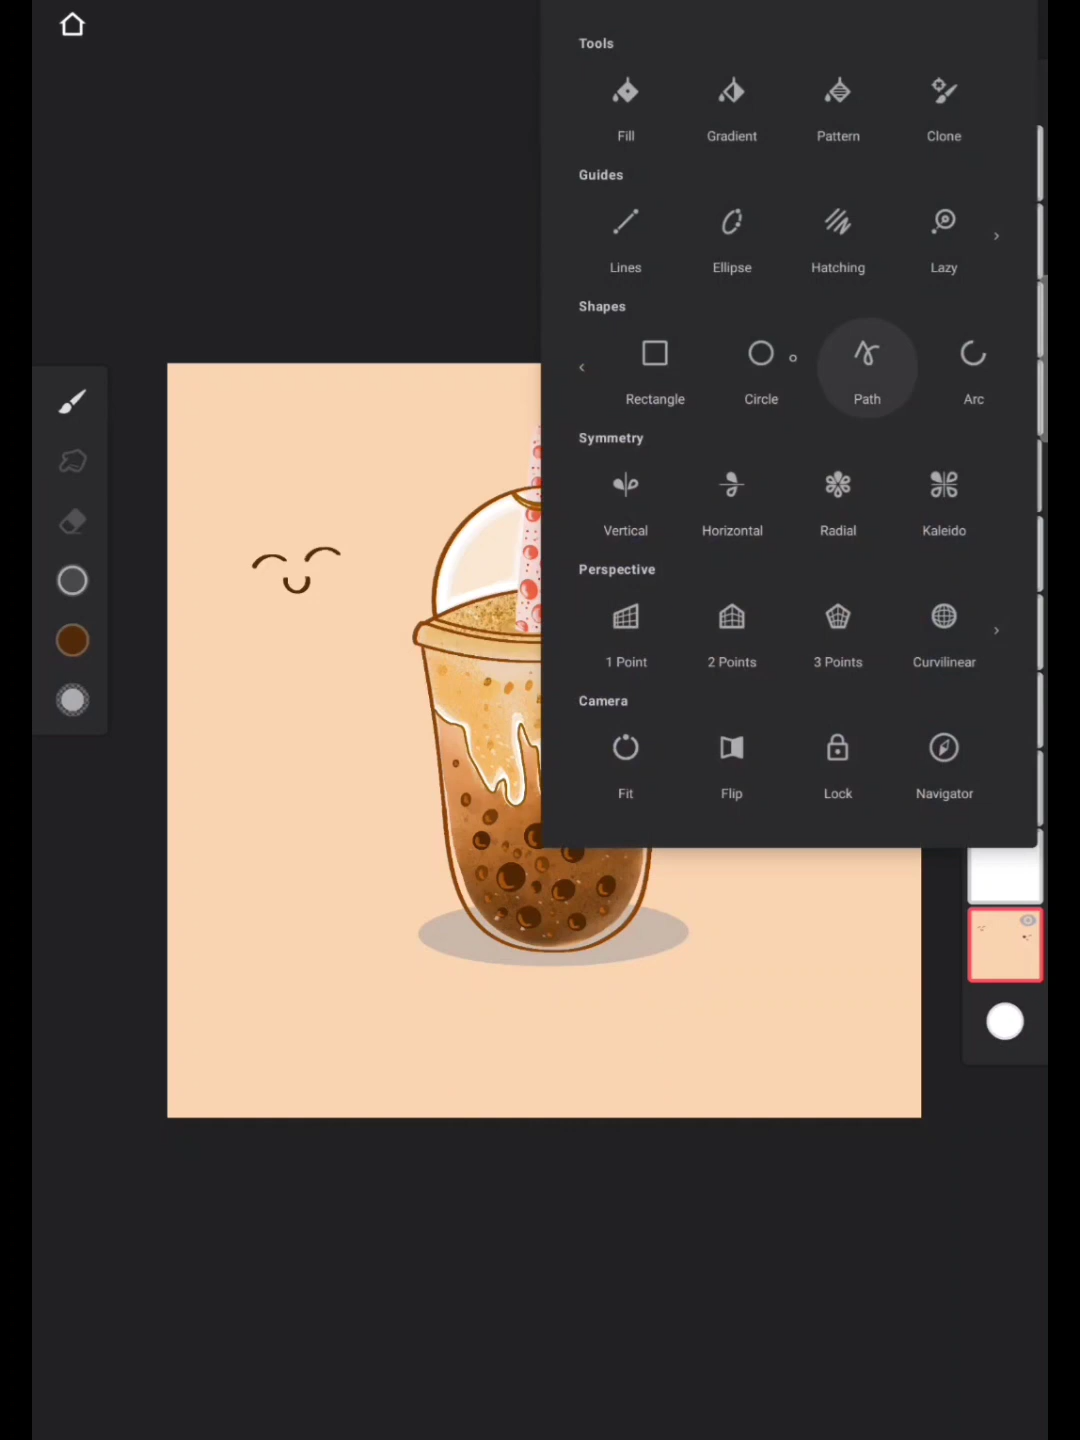 Tools
Fill Gradient Pattern Clone
Guides
Lines Ellipse Hatching Lazy
Shapes
Rectangle Circle Path Arc
Symmetry
Vertical Horizontal Radial Kaleido
Perspective
1 Point 2 Points 3 Points Curvilinear
Camera
Fit Flip Lock Navigator